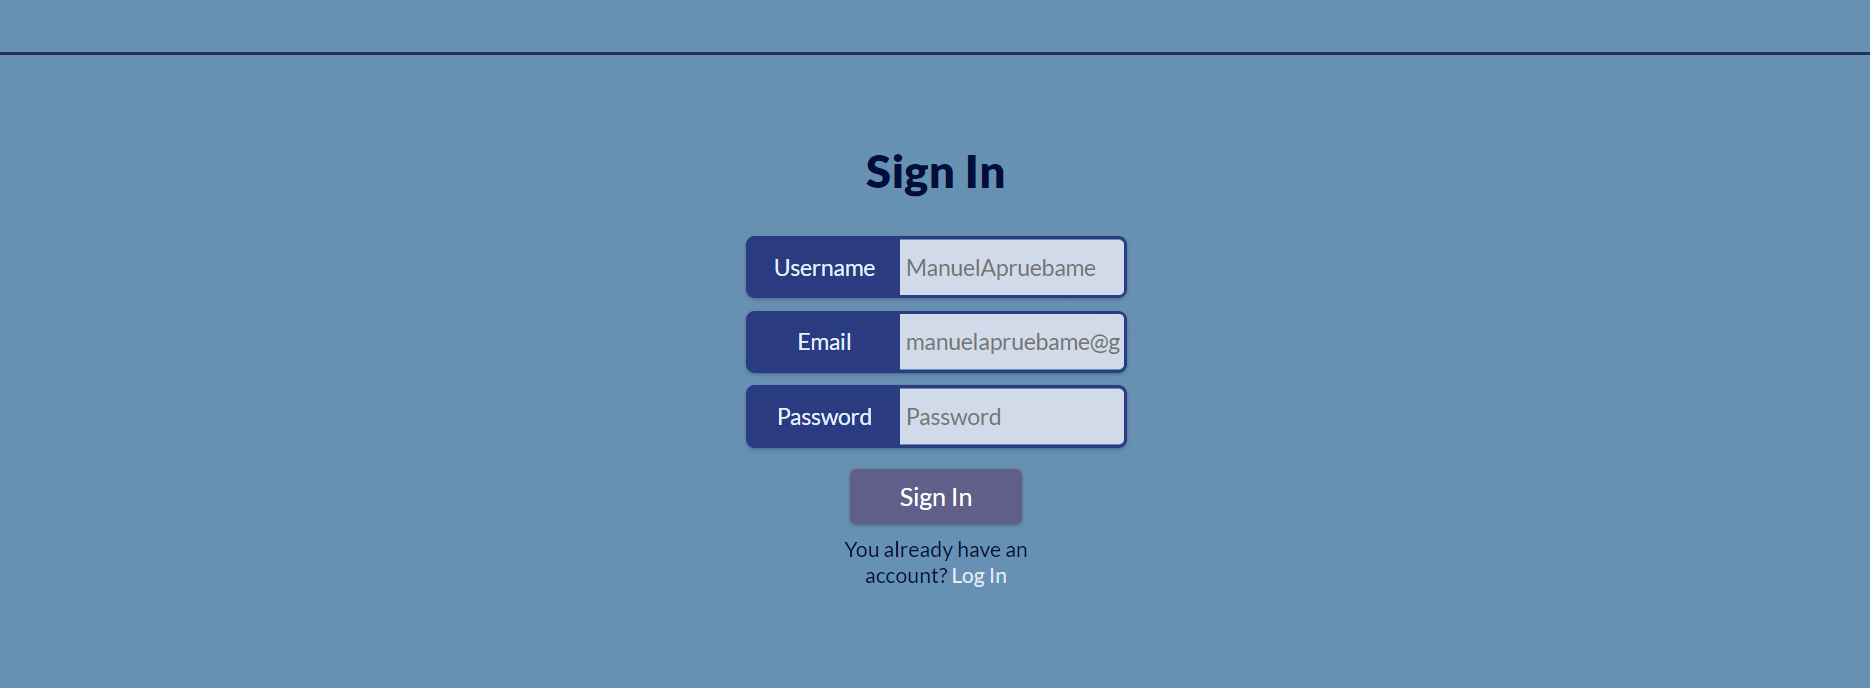 Sign In
Username ManuelApruebame
Email manuelapruebame@g
Password Password
Sign In
You already have an
account? Log In